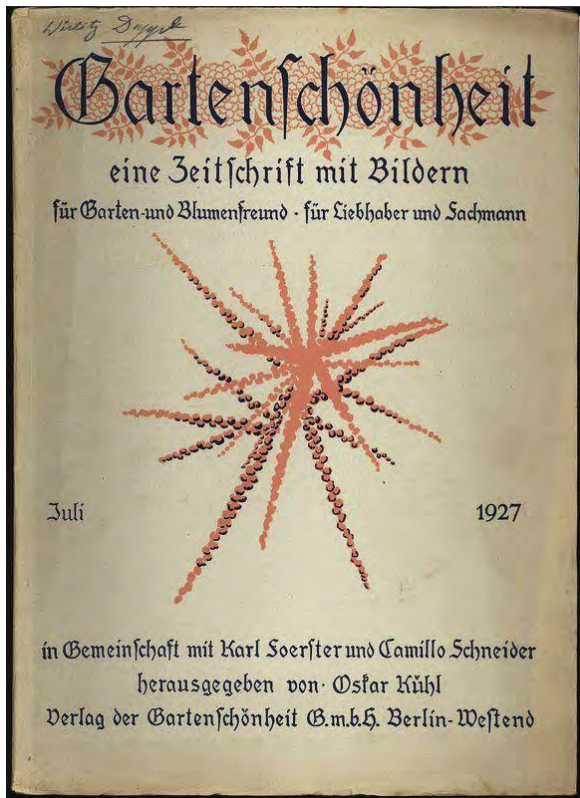 Gartenschönheit
eine Zeitschrift mit Bildern
für Garten- und Blumenfreund · für Liebhaber und Fachmann
Juli
1927
in Gemeinschaft mit Karl Foerster und Camillo Schneider
herausgegeben von · Oskar Kühl
Verlag der Gartenschönheit G.m.b.H. Berlin-Westend